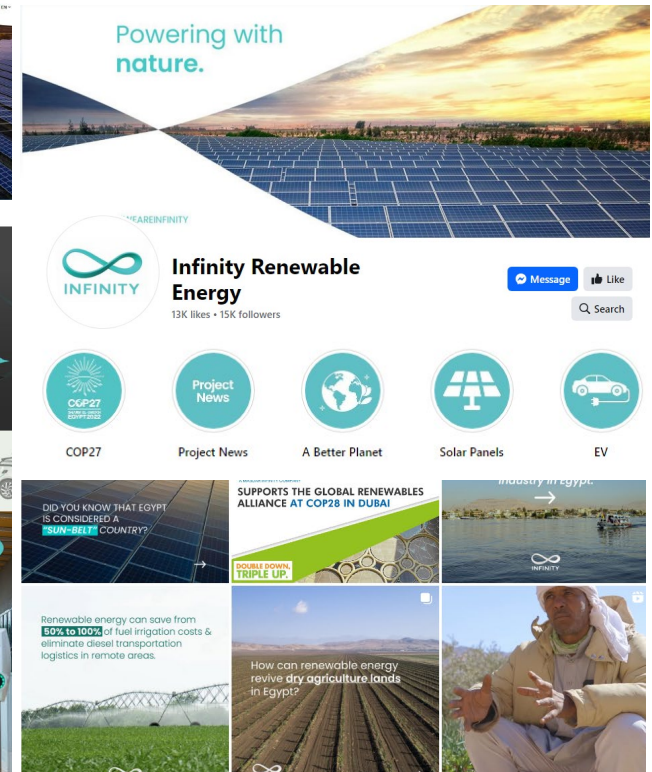 EN
Powering with
nature.
WEAREINFINITY
INFINITY
Infinity Renewable
Energy
13K likes • 15K followers
Message
Like
Search
COP27
EGYPT2022
Project
News
COP27
Project News
A Better Planet
Solar Panels
EV
DID YOU KNOW THAT EGYPT
IS CONSIDERED A
"SUN-BELT" COUNTRY?
SUPPORTS THE GLOBAL RENEWABLES
ALLIANCE AT COP28 IN DUBAI
DOUBLE DOWN,
TRIPLE UP.
industry in Egypt.
INFINITY
Renewable energy can save from
50% to 100% of fuel irrigation costs &
eliminate diesel transportation
logistics in remote areas.
How can renewable energy
revive dry agriculture lands
in Egypt?